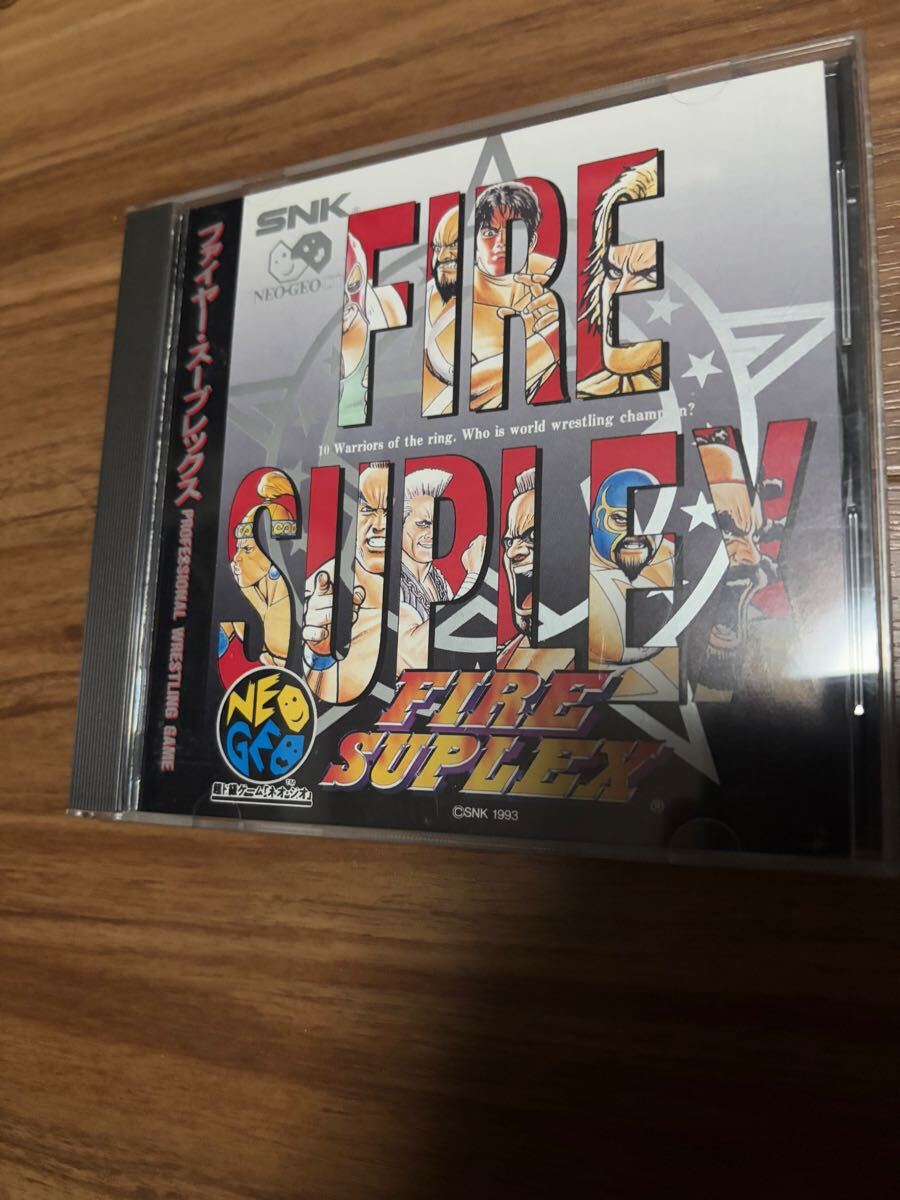 ファイヤー・スープレックス PROFESSIONAL WRESTLING GAME
SNK®
NEO•GEO
FIRE
10 Warriors of the ring. Who is world wrestling champion?
SUPLEX
FIRE
SUPLEX®
NEO
GEO
TM
©SNK 1993